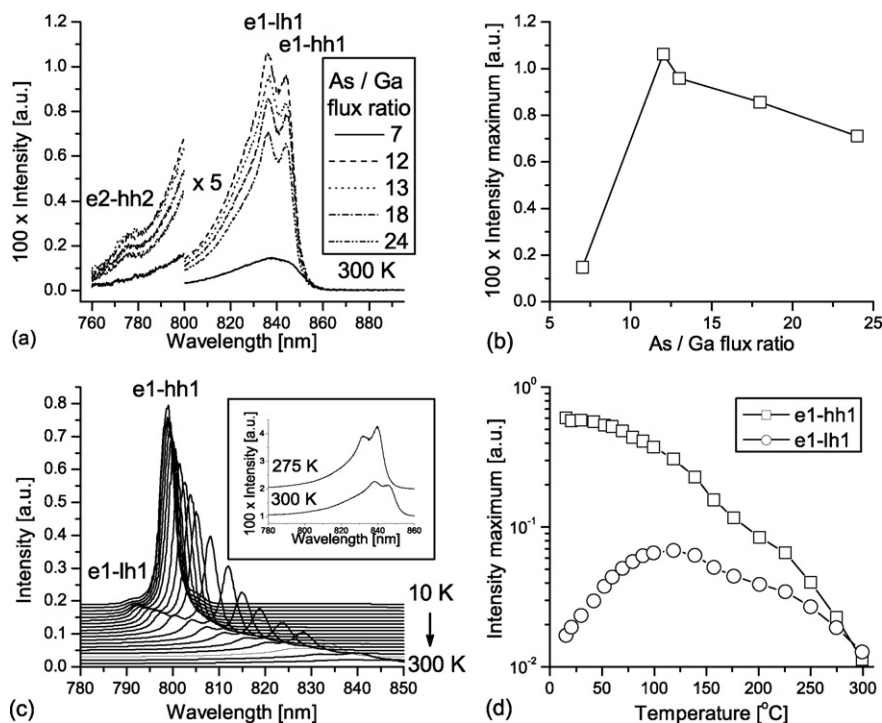 e1-lh1
e1-hh1
As / Ga
flux ratio
7
12
13
18
24
300 K
e2-hh2
x 5
100 x Intensity [a.u.]
1.2
1.0
0.8
0.6
0.4
0.2
0.0
760 780 800 820 840 860 880
Wavelength [nm]
(a)
100 x Intensity maximum [a.u.]
1.2
1.0
0.8
0.6
0.4
0.2
0.0
5 10 15 20 25
As / Ga flux ratio
(b)
e1-hh1
e1-lh1
Intensity [a.u.]
0.8
0.7
0.6
0.5
0.4
0.3
0.2
0.1
0.0
780 790 800 810 820 830 840 850
Wavelength [nm]
10 K
300 K
100 x Intensity [a.u.]
4
3
2
1
275 K
300 K
780 800 820 840 860
Wavelength [nm]
(c)
e1-hh1
e1-lh1
Intensity maximum [a.u.]
10⁰
10⁻¹
10⁻²
0 50 100 150 200 250 300
Temperature [°C]
(d)